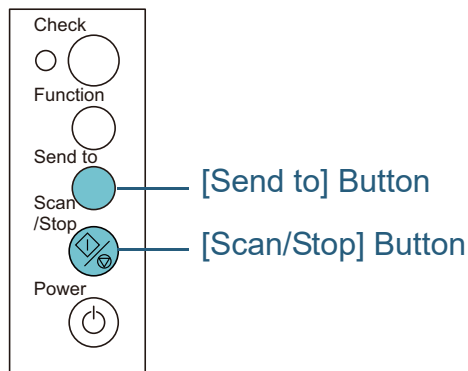 Check
Function
Send to
[Send to] Button
Scan
/Stop
[Scan/Stop] Button
Power